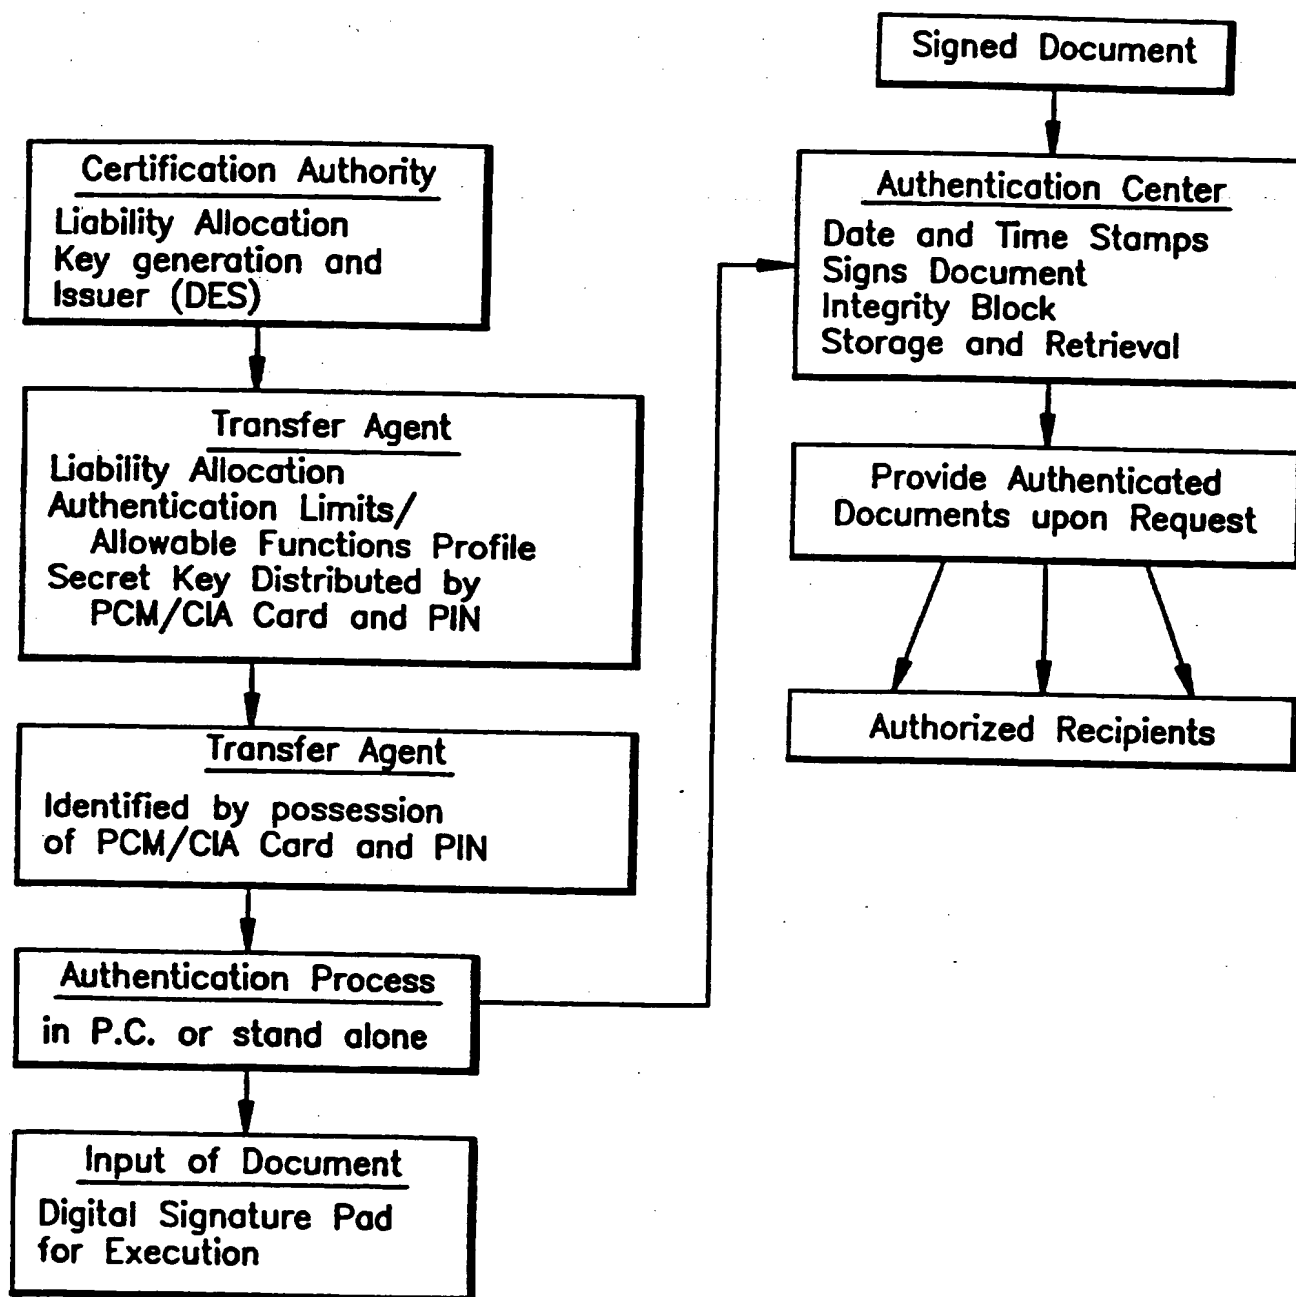 Certification Authority
Liability Allocation
Key generation and
Issuer (DES)
Transfer Agent
Liability Allocation
Authentication Limits/
Allowable Functions Profile
Secret Key Distributed by
PCM/CIA Card and PIN
Transfer Agent
Identified by possession
of PCM/CIA Card and PIN
Authentication Process
in P.C. or stand alone
Input of Document
Digital Signature Pad
for Execution
Signed Document
Authentication Center
Date and Time Stamps
Signs Document
Integrity Block
Storage and Retrieval
Provide Authenticated
Documents upon Request
Authorized Recipients